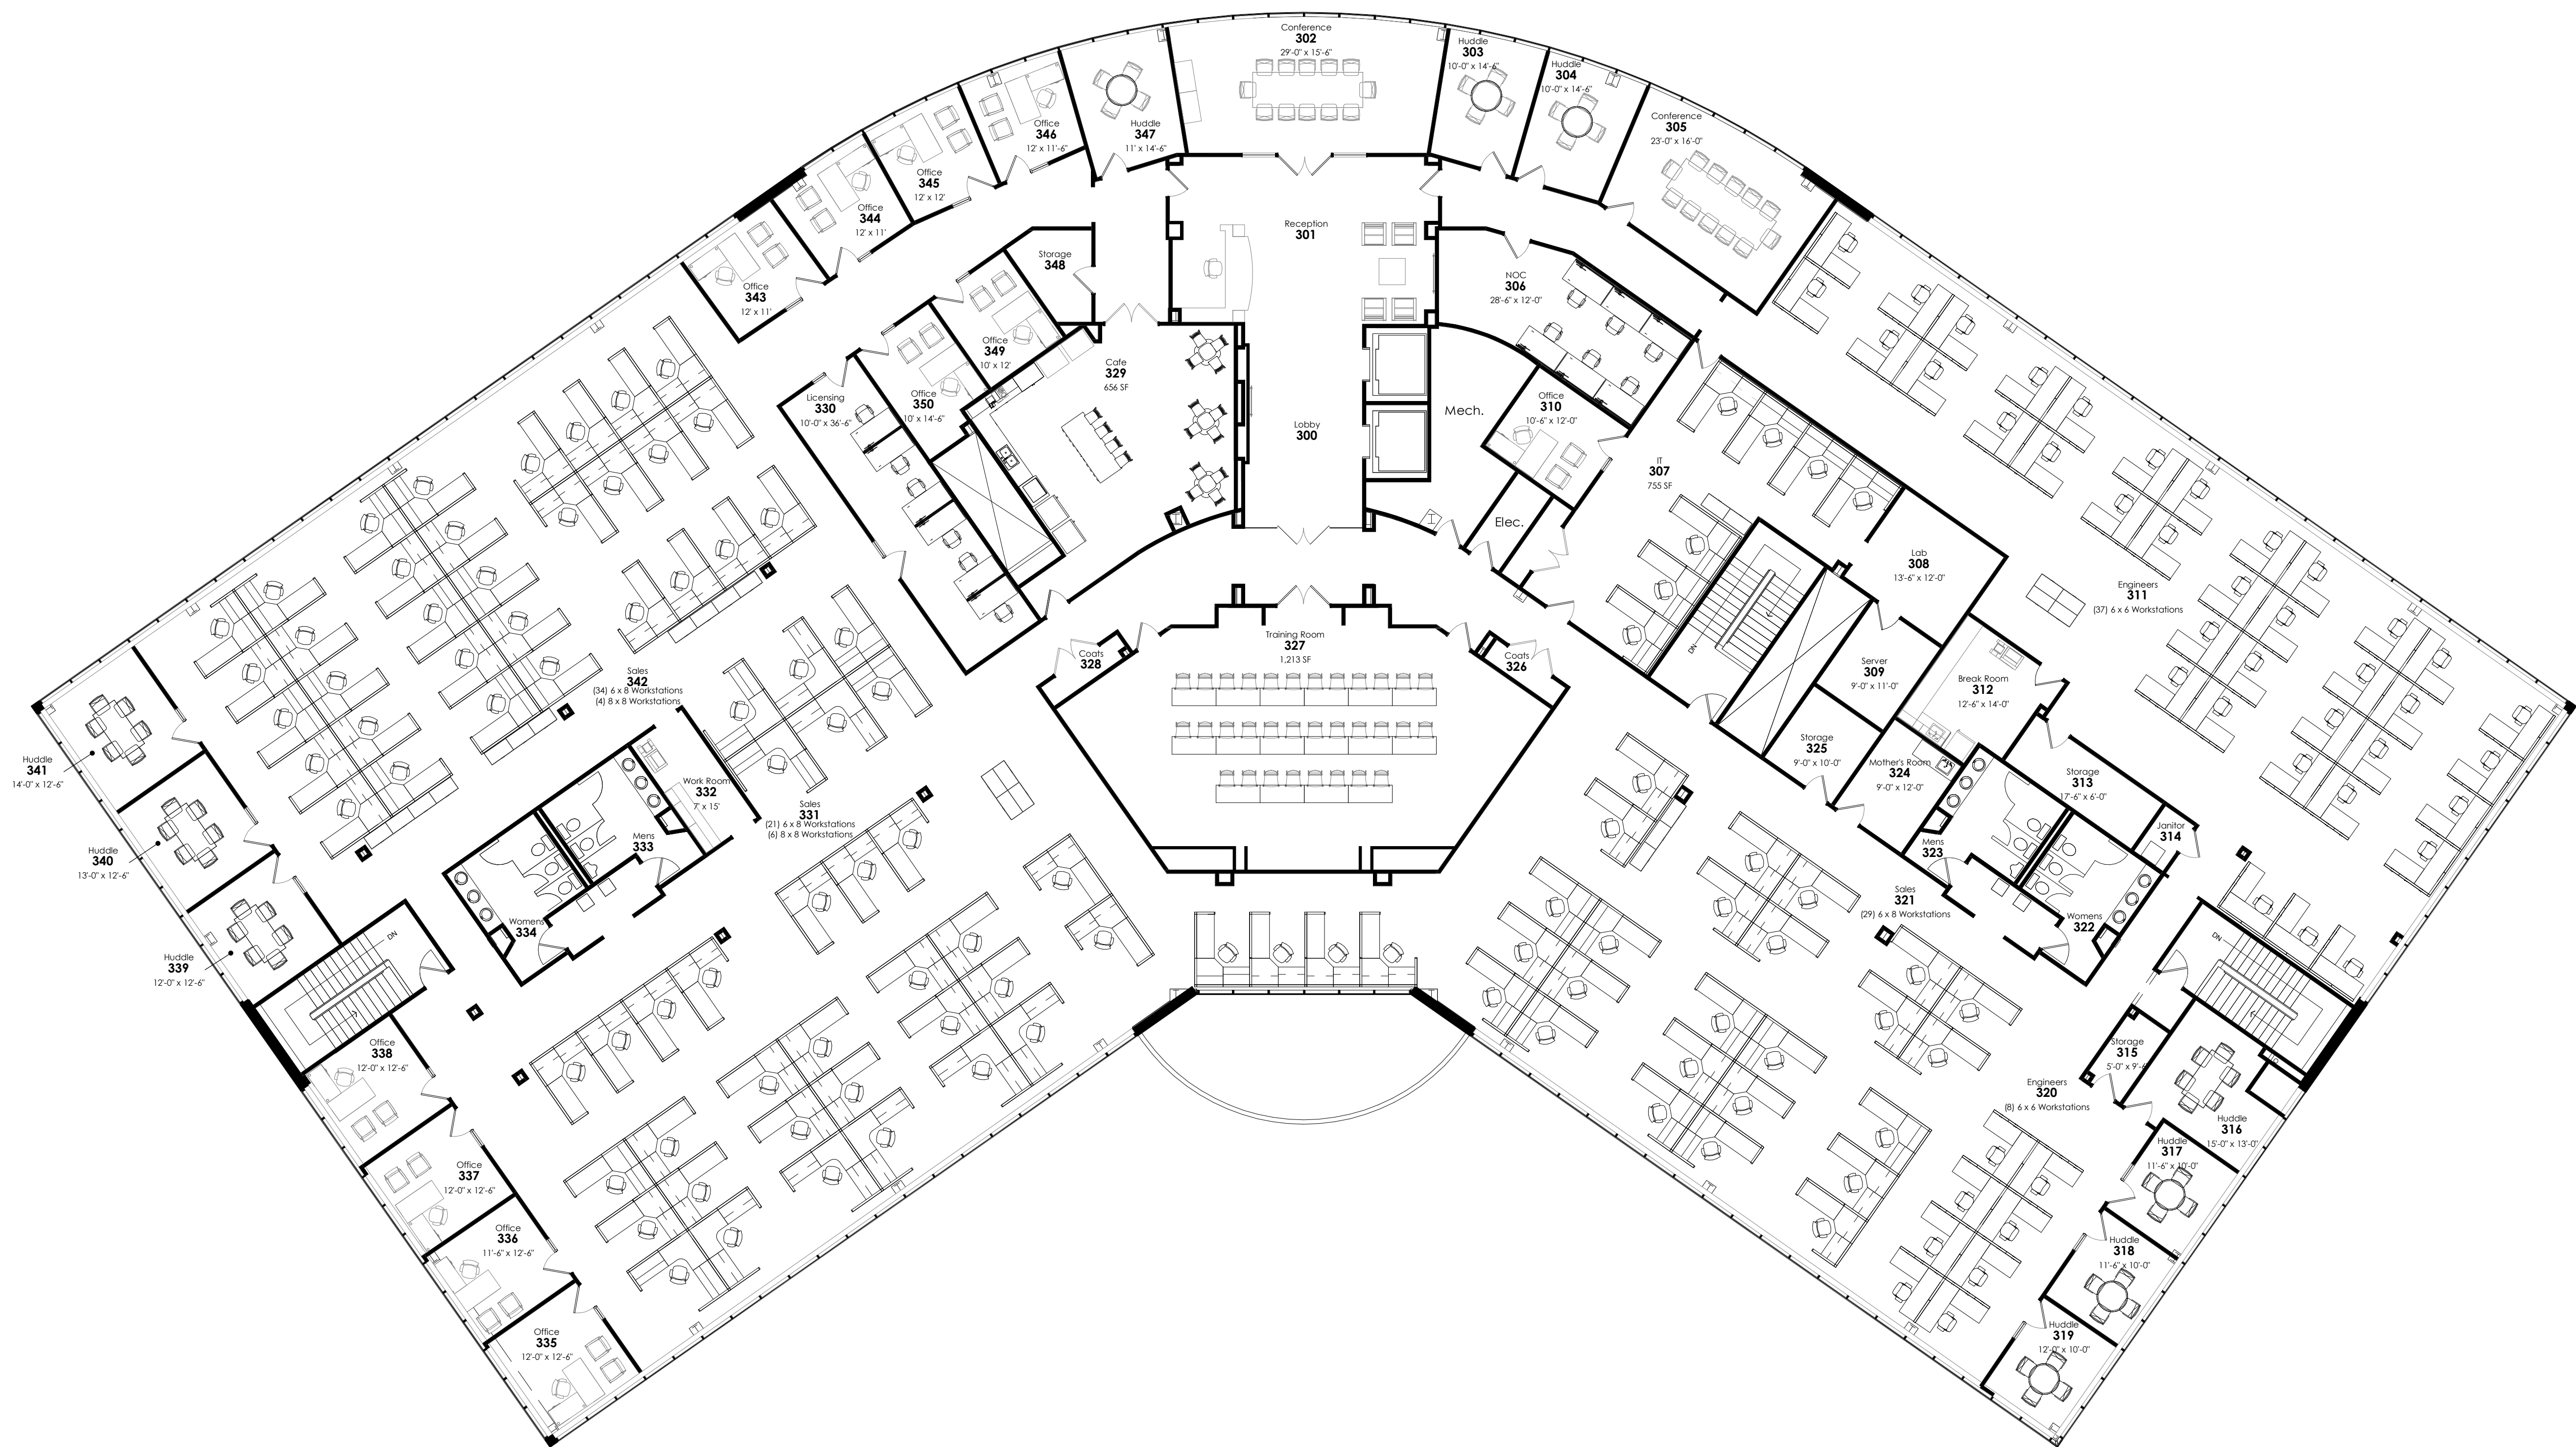 Conference
302
29'-0" x 15'-6"
Huddle
303
10'-0" x 14'-6"
Huddle
304
10'-0" x 14'-6"
Conference
305
23'-0" x 16'-0"
Huddle
347
11' x 14'-6"
Office
346
12' x 11'-6"
Office
345
12' x 12'
Office
344
12' x 11'
Office
343
12' x 11'
Storage
348
Reception
301
NOC
306
28'-6" x 12'-0"
Office
349
10' x 12'
Cafe
329
656 SF
Licensing
330
10'-0" x 36'-6"
Office
350
10' x 14'-6"
Lobby
300
Mech.
Office
310
10'-6" x 12'-0"
IT
307
755 SF
Elec.
Lab
308
13'-6" x 12'-0"
Engineers
311
(37) 6 x 6 Workstations
Training Room
327
1,213 SF
Coats
328
Coats
326
DN
Server
309
9'-0" x 11'-0"
Break Room
312
12'-6" x 14'-0"
Sales
342
(34) 6 x 8 Workstations
(4) 8 x 8 Workstations
Storage
325
9'-0" x 10'-0"
Mother's Room
324
9'-0" x 12'-0"
Storage
313
17'-6" x 6'-0"
Janitor
314
Huddle
341
14'-0" x 12'-6"
Work Room
332
7' x 15'
Sales
331
(21) 6 x 8 Workstations
(6) 8 x 8 Workstations
Mens
333
Mens
323
Huddle
340
13'-0" x 12'-6"
Sales
321
(29) 6 x 8 Workstations
Womens
334
Womens
322
DN
DN
Huddle
339
12'-0" x 12'-6"
Office
338
12'-0" x 12'-6"
Storage
315
5'-0" x 9'-6"
Engineers
320
(8) 6 x 6 Workstations
Huddle
316
15'-0" x 13'-0"
Huddle
317
11'-6" x 10'-0"
Office
337
12'-0" x 12'-6"
Office
336
11'-6" x 12'-6"
Huddle
318
11'-6" x 10'-0"
Office
335
12'-0" x 12'-6"
Huddle
319
12'-0" x 10'-0"